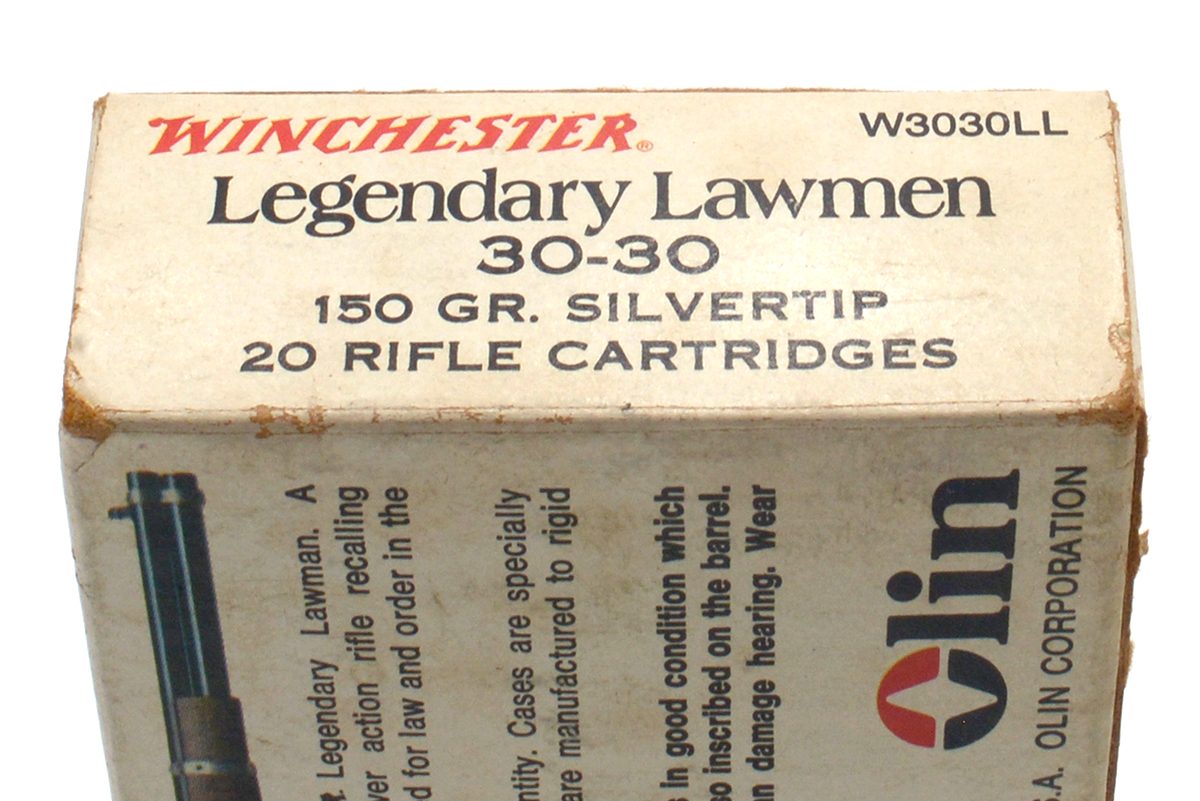 WINCHESTER®
W3030LL
Legendary Lawmen
30-30
150 GR. SILVERTIP
20 RIFLE CARTRIDGES
Legendary Lawman. A
action rifle recalling
for law and order in the
Cases are specially
are manufactured to rigid
in good condition which
inscribed on the barrel.
damage hearing. Wear
Olin
OLIN CORPORATION